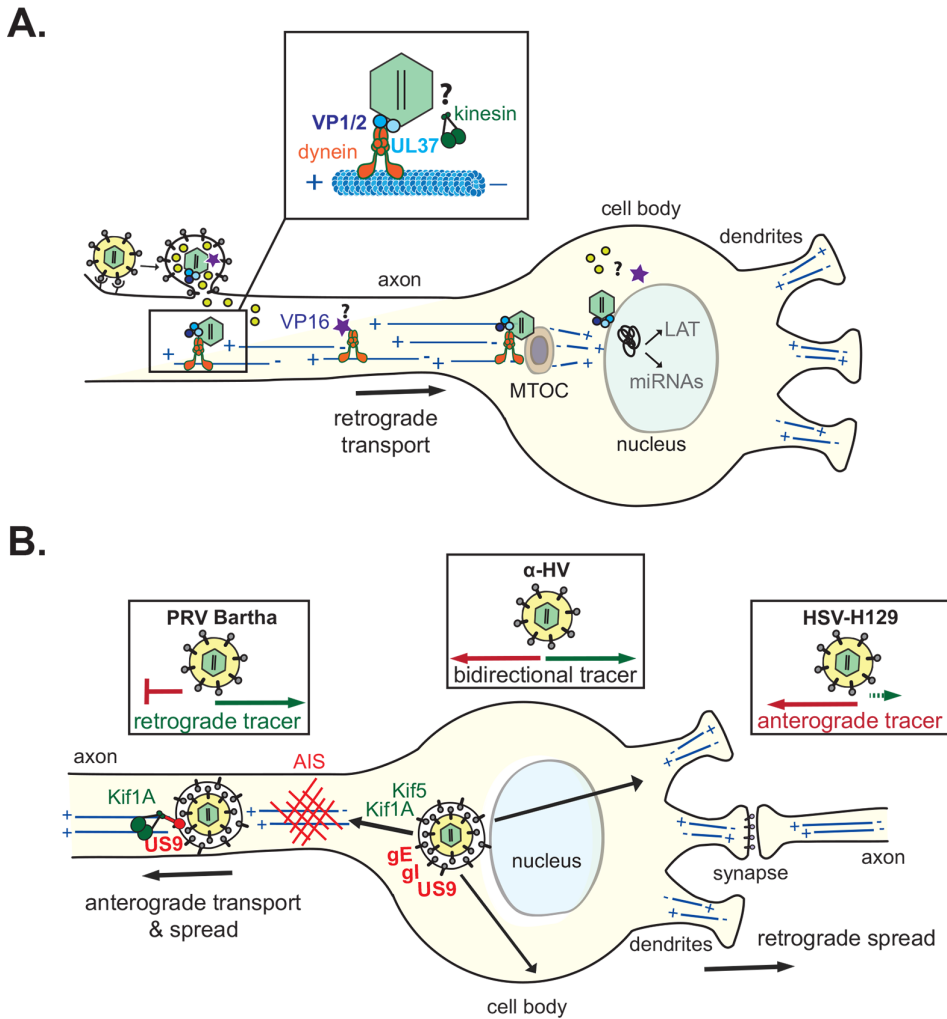 A.
?
VP1/2
kinesin
UL37
dynein
+
–
cell body
dendrites
axon
VP16
?
?
+
+
+
+
+
-
-
-
-
+
LAT
miRNAs
MTOC
nucleus
retrograde
transport
B.
α-HV
bidirectional tracer
PRV Bartha
retrograde tracer
HSV-H129
anterograde tracer
axon
AIS
Kif1A
Kif5
Kif1A
US9
gE
gI
US9
nucleus
+
+
+
+
-
-
synapse
axon
anterograde transport
& spread
dendrites
retrograde spread
cell body